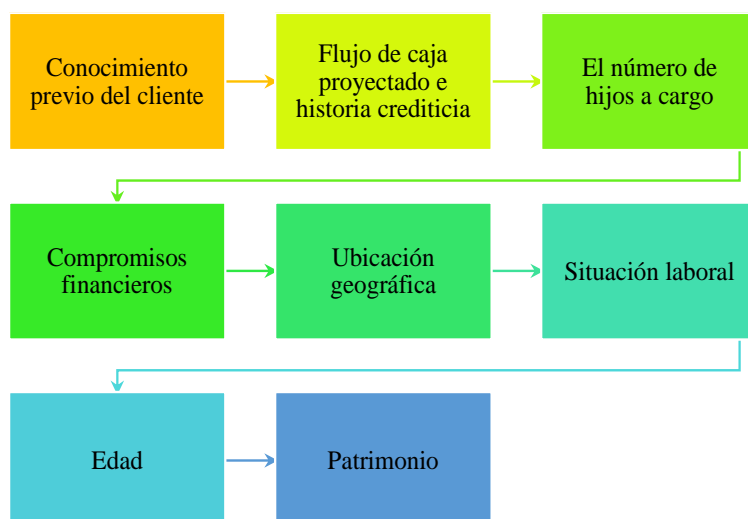 Conocimiento
previo del cliente
Flujo de caja
proyectado e
historia crediticia
El número de
hijos a cargo
Compromisos
financieros
Ubicación
geográfica
Situación laboral
Edad
Patrimonio